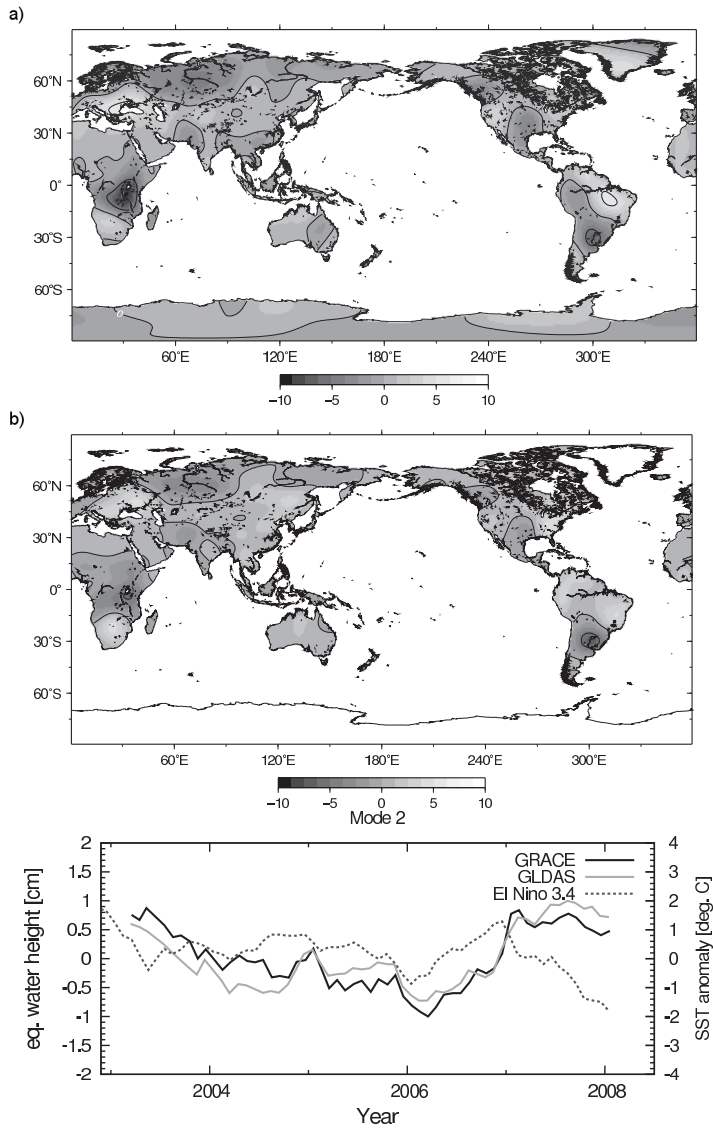 a)
60°N
30°N
0°
30°S
60°S
0
60°E 120°E 180°E 240°E 300°E
−10 −5 0 5 10
b)
60°N
30°N
0°
30°S
60°S
60°E 120°E 180°E 240°E 300°E
−10 −5 0 5 10
Mode 2
2 4
1.5 3
1 2
0.5 1
0 0
-0.5 -1
-1 -2
-1.5 -3
-2 -4
eq. water height [cm]
SST anomaly [deg. C]
GRACE
GLDAS
El Nino 3.4
2004 2006 2008
Year